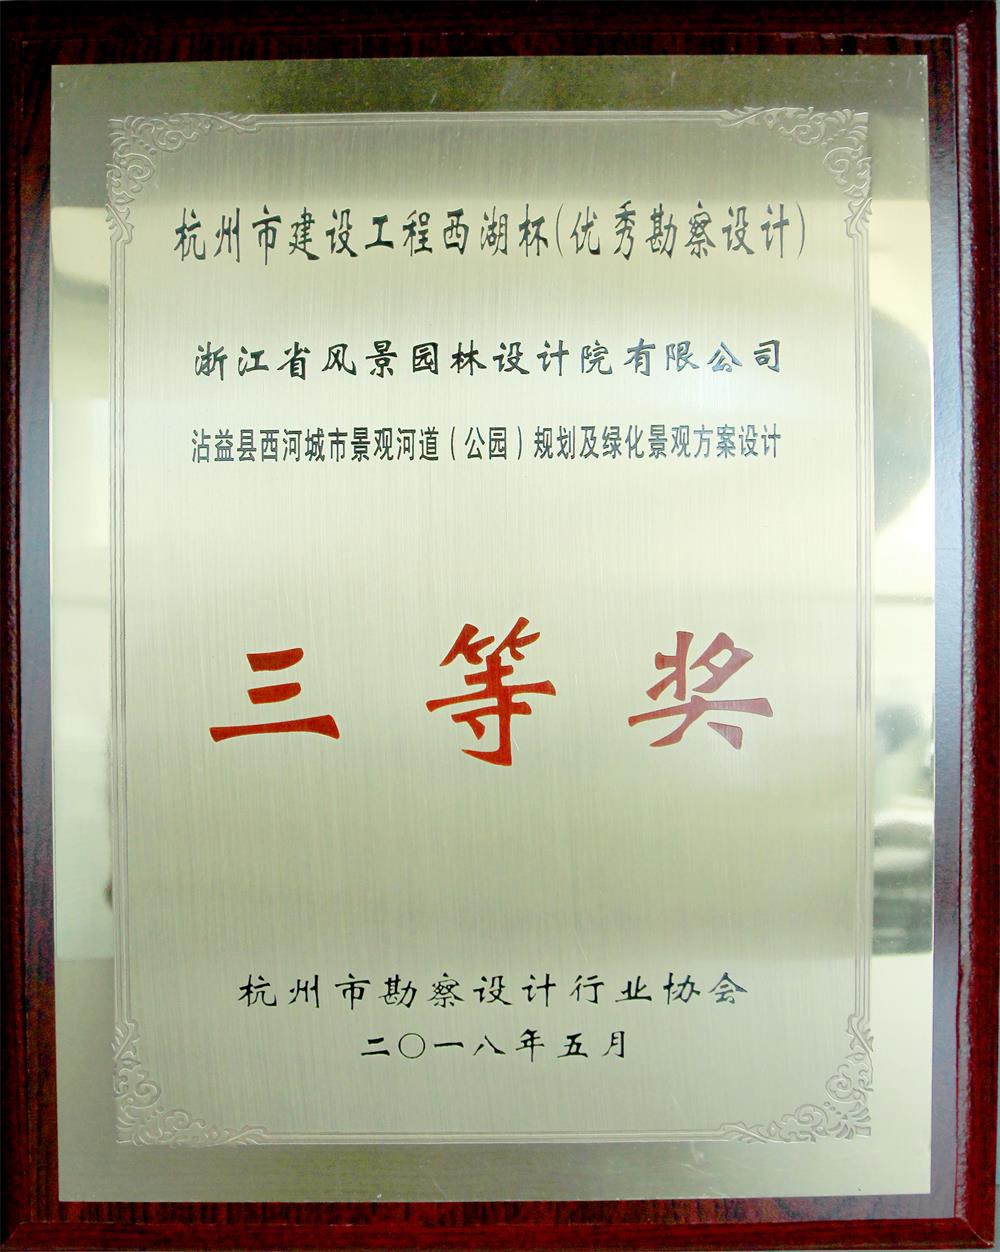 杭州市建设工程西湖杯(优秀勘察设计)
浙江省风景园林设计院有限公司
沾益县西河城市景观河道(公园)规划及绿化景观方案设计
三等奖
杭州市勘察设计行业协会
二〇一八年五月